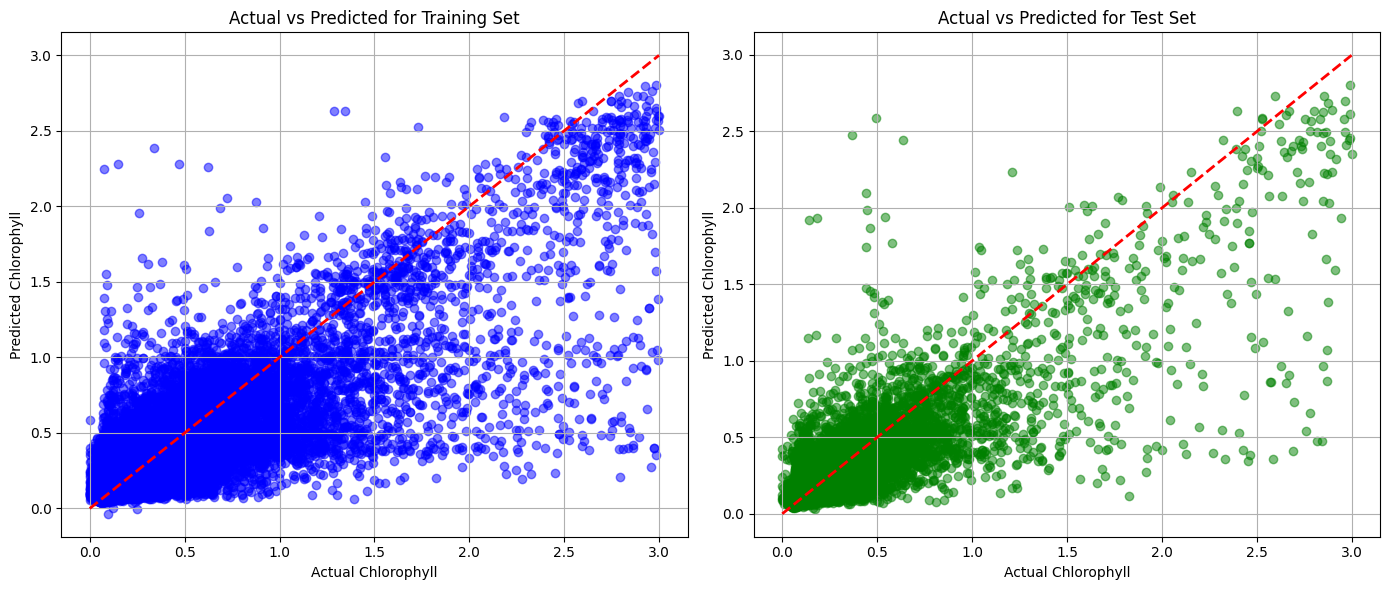 Actual vs Predicted for Training Set
Predicted Chlorophyll
3.0
2.5
2.0
1.5
1.0
0.5
0.0
0.0 0.5 1.0 1.5 2.0 2.5 3.0
Actual Chlorophyll
Actual vs Predicted for Test Set
Predicted Chlorophyll
3.0
2.5
2.0
1.5
1.0
0.5
0.0
0.0 0.5 1.0 1.5 2.0 2.5 3.0
Actual Chlorophyll